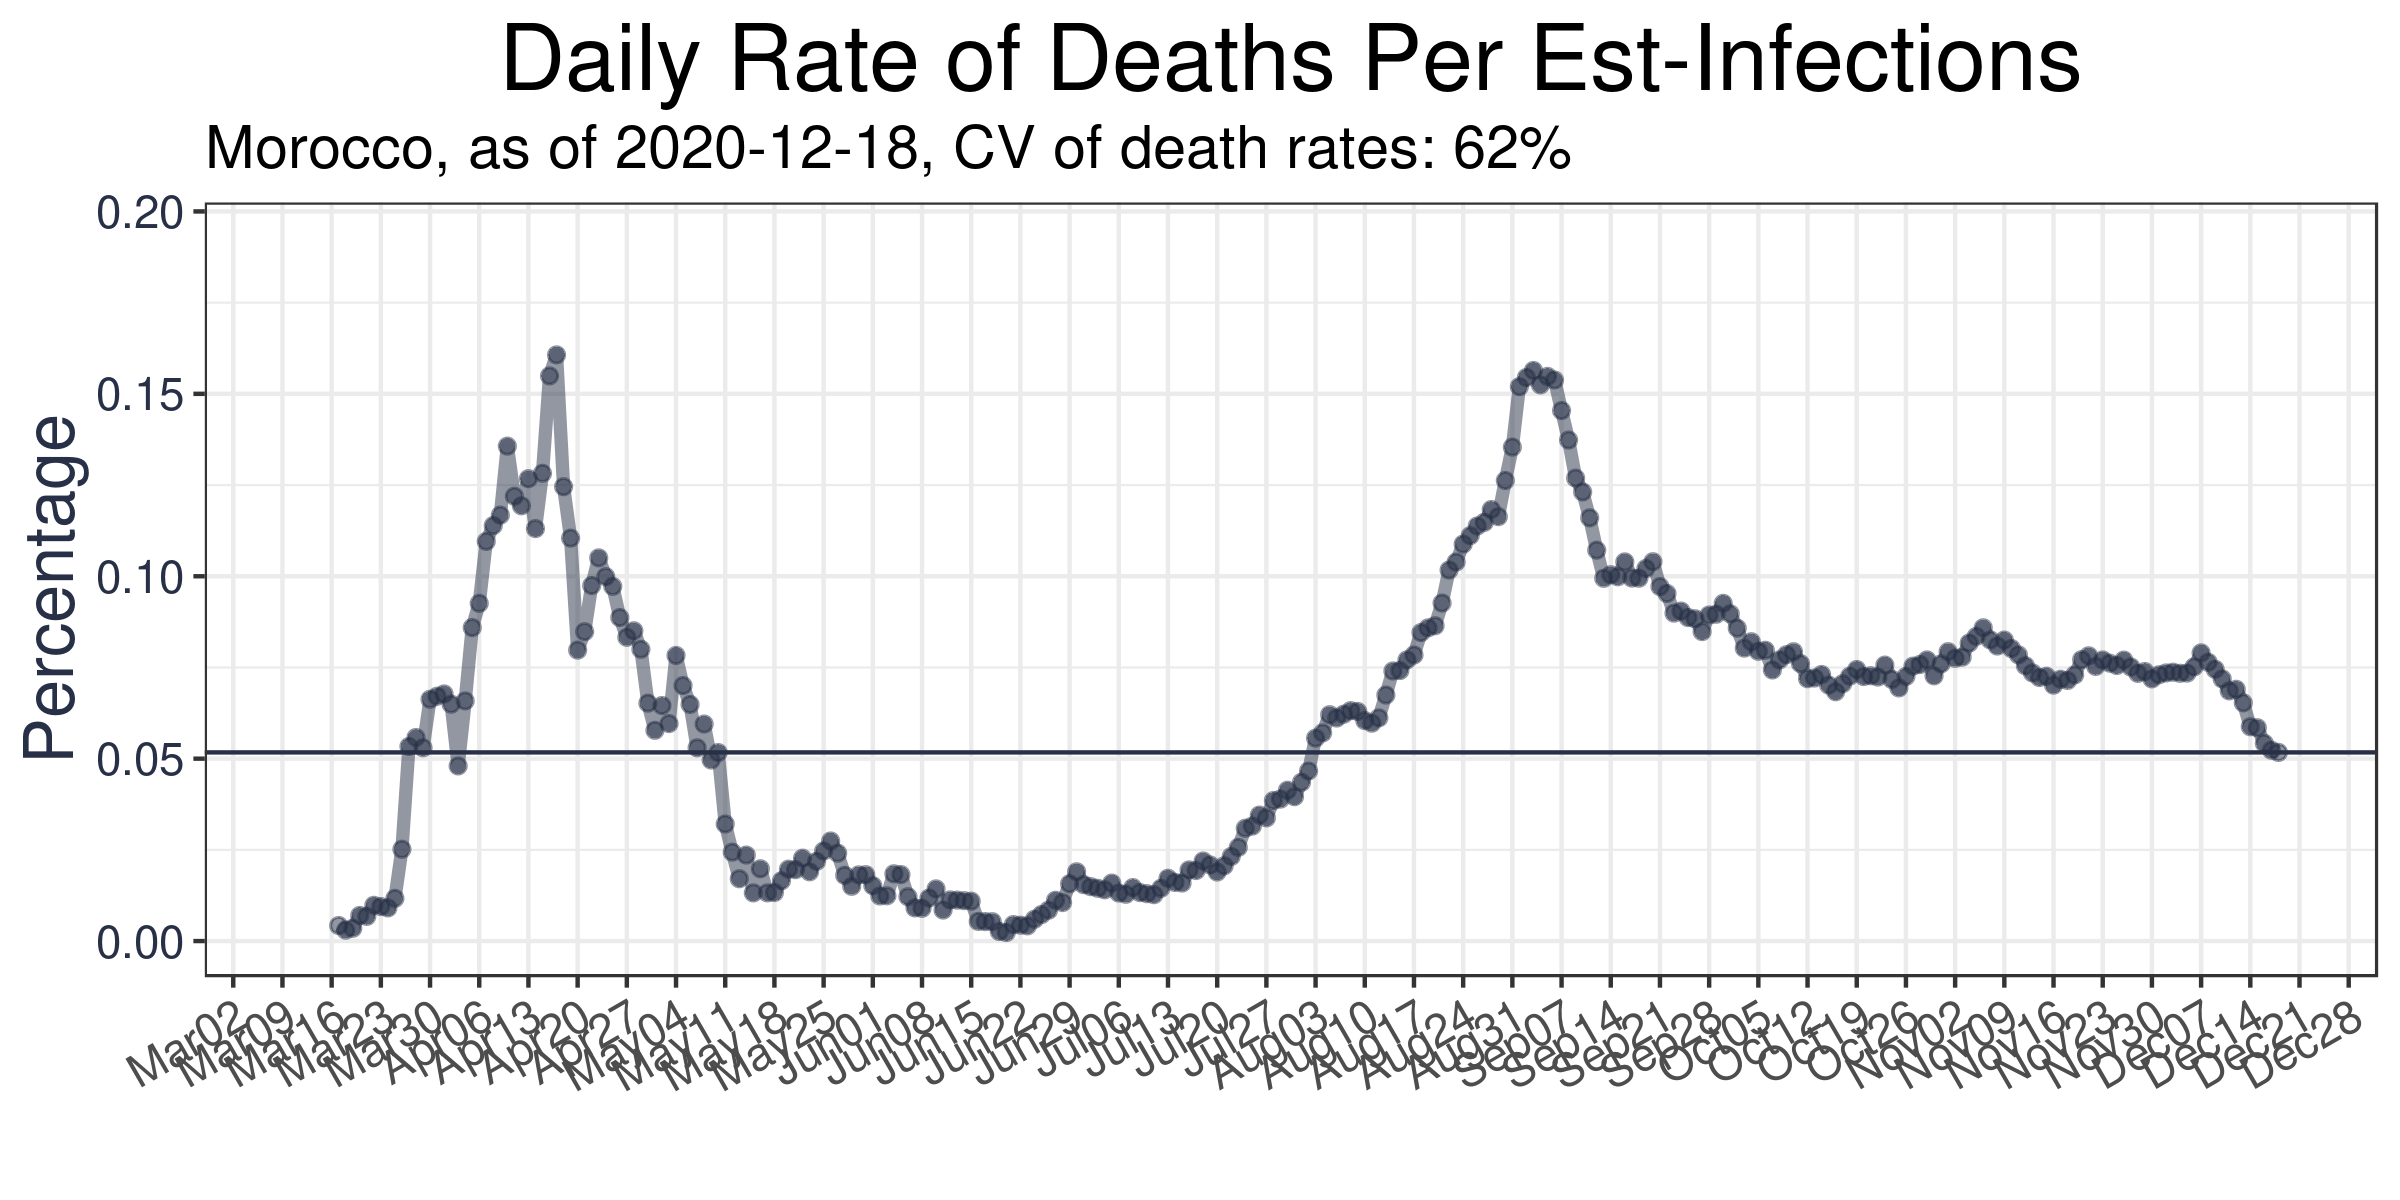 Daily Rate of Deaths Per Est-Infections
Morocco, as of 2020-12-18, CV of death rates: 62%
Percentage
0.20
0.15
0.10
0.05
0.00
Mar02
Mar09
Mar16
Mar23
Mar30
Apr06
Apr13
Apr20
Apr27
May04
May11
May18
May25
Jun01
Jun08
Jun15
Jun22
Jun29
Jul06
Jul13
Jul20
Jul27
Aug03
Aug10
Aug17
Aug24
Aug31
Sep07
Sep14
Sep21
Sep28
Oct05
Oct12
Oct19
Oct26
Nov02
Nov09
Nov16
Nov23
Nov30
Dec07
Dec14
Dec21
Dec28